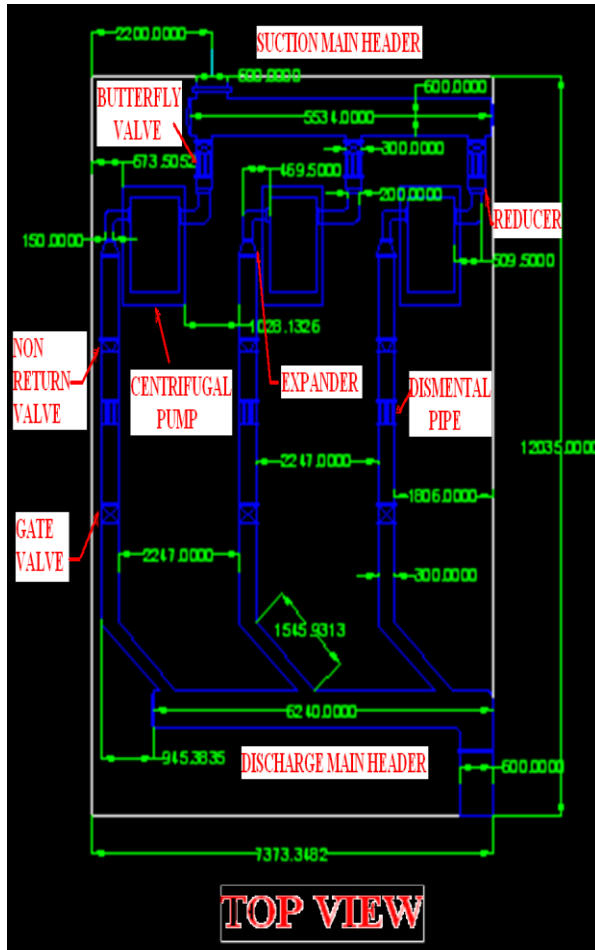 2200.0000
SUCTION MAIN HEADER
600.0000
600.0000
BUTTERFLY
VALVE
5534.0000
300.0000
673.5052
469.5000
200.0000
REDUCER
150.0000
509.5000
1028.1326
NON
RETURN
VALVE
CENTRIFUGAL
PUMP
EXPANDER
DISMENTAL
PIPE
12035.0000
2247.0000
1806.0000
GATE
VALVE
2247.0000
300.0000
1545.9313
6240.0000
945.3835
DISCHARGE MAIN HEADER
600.0000
7373.3482
TOP VIEW